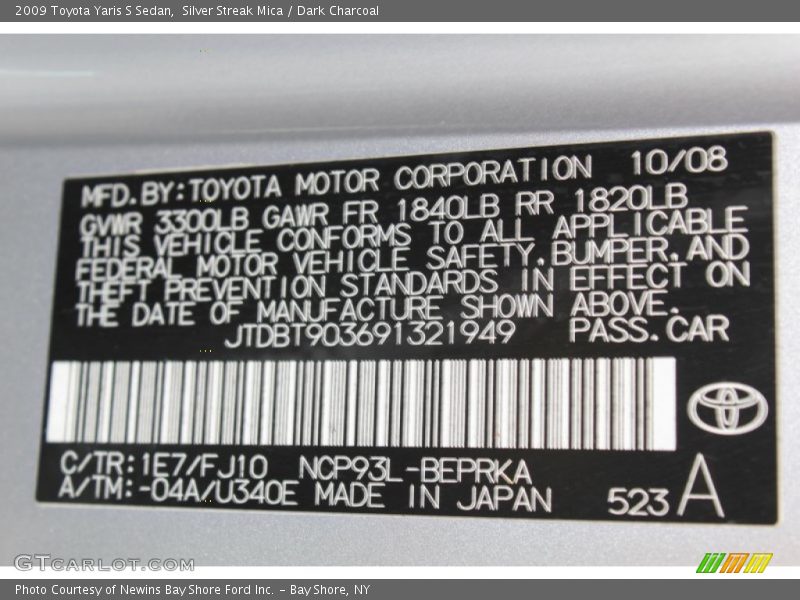 2009 Toyota Yaris S Sedan,  Silver Streak Mica / Dark Charcoal
MFD.BY:TOYOTA MOTOR CORPORATION 10/08
GVWR 3300LB GAWR FR 1840LB RR 1820LB
THIS VEHICLE CONFORMS TO ALL APPLICABLE
FEDERAL MOTOR VEHICLE SAFETY,BUMPER,AND
THEFT PREVENTION STANDARDS IN EFFECT ON
THE DATE OF MANUFACTURE SHOWN ABOVE.
JTDBT903691321949 PASS.CAR
C/TR:1E7/FJ10 NCP93L-BEPRKA
A/TM:-04A/U340E MADE IN JAPAN 523 A
GTCARLOT.COM
Photo Courtesy of Newins Bay Shore Ford Inc. - Bay Shore, NY